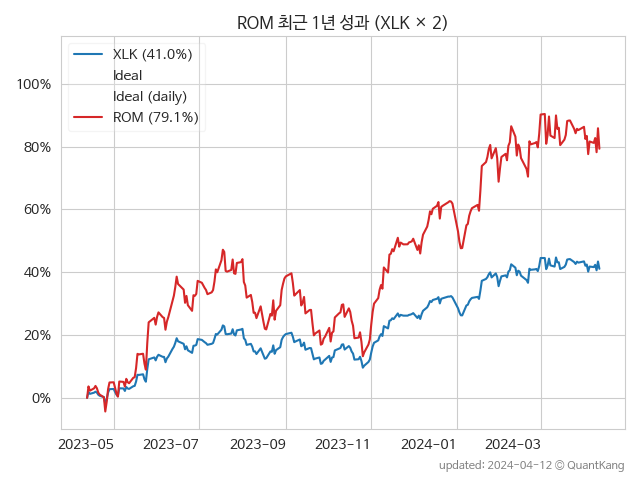 ROM 최근 1년 성과 (XLK × 2)
XLK (41.0%)
Ideal
Ideal (daily)
ROM (79.1%)
100%
80%
60%
40%
20%
0%
2023-05 2023-07 2023-09 2023-11 2024-01 2024-03
updated: 2024-04-12 © QuantKang